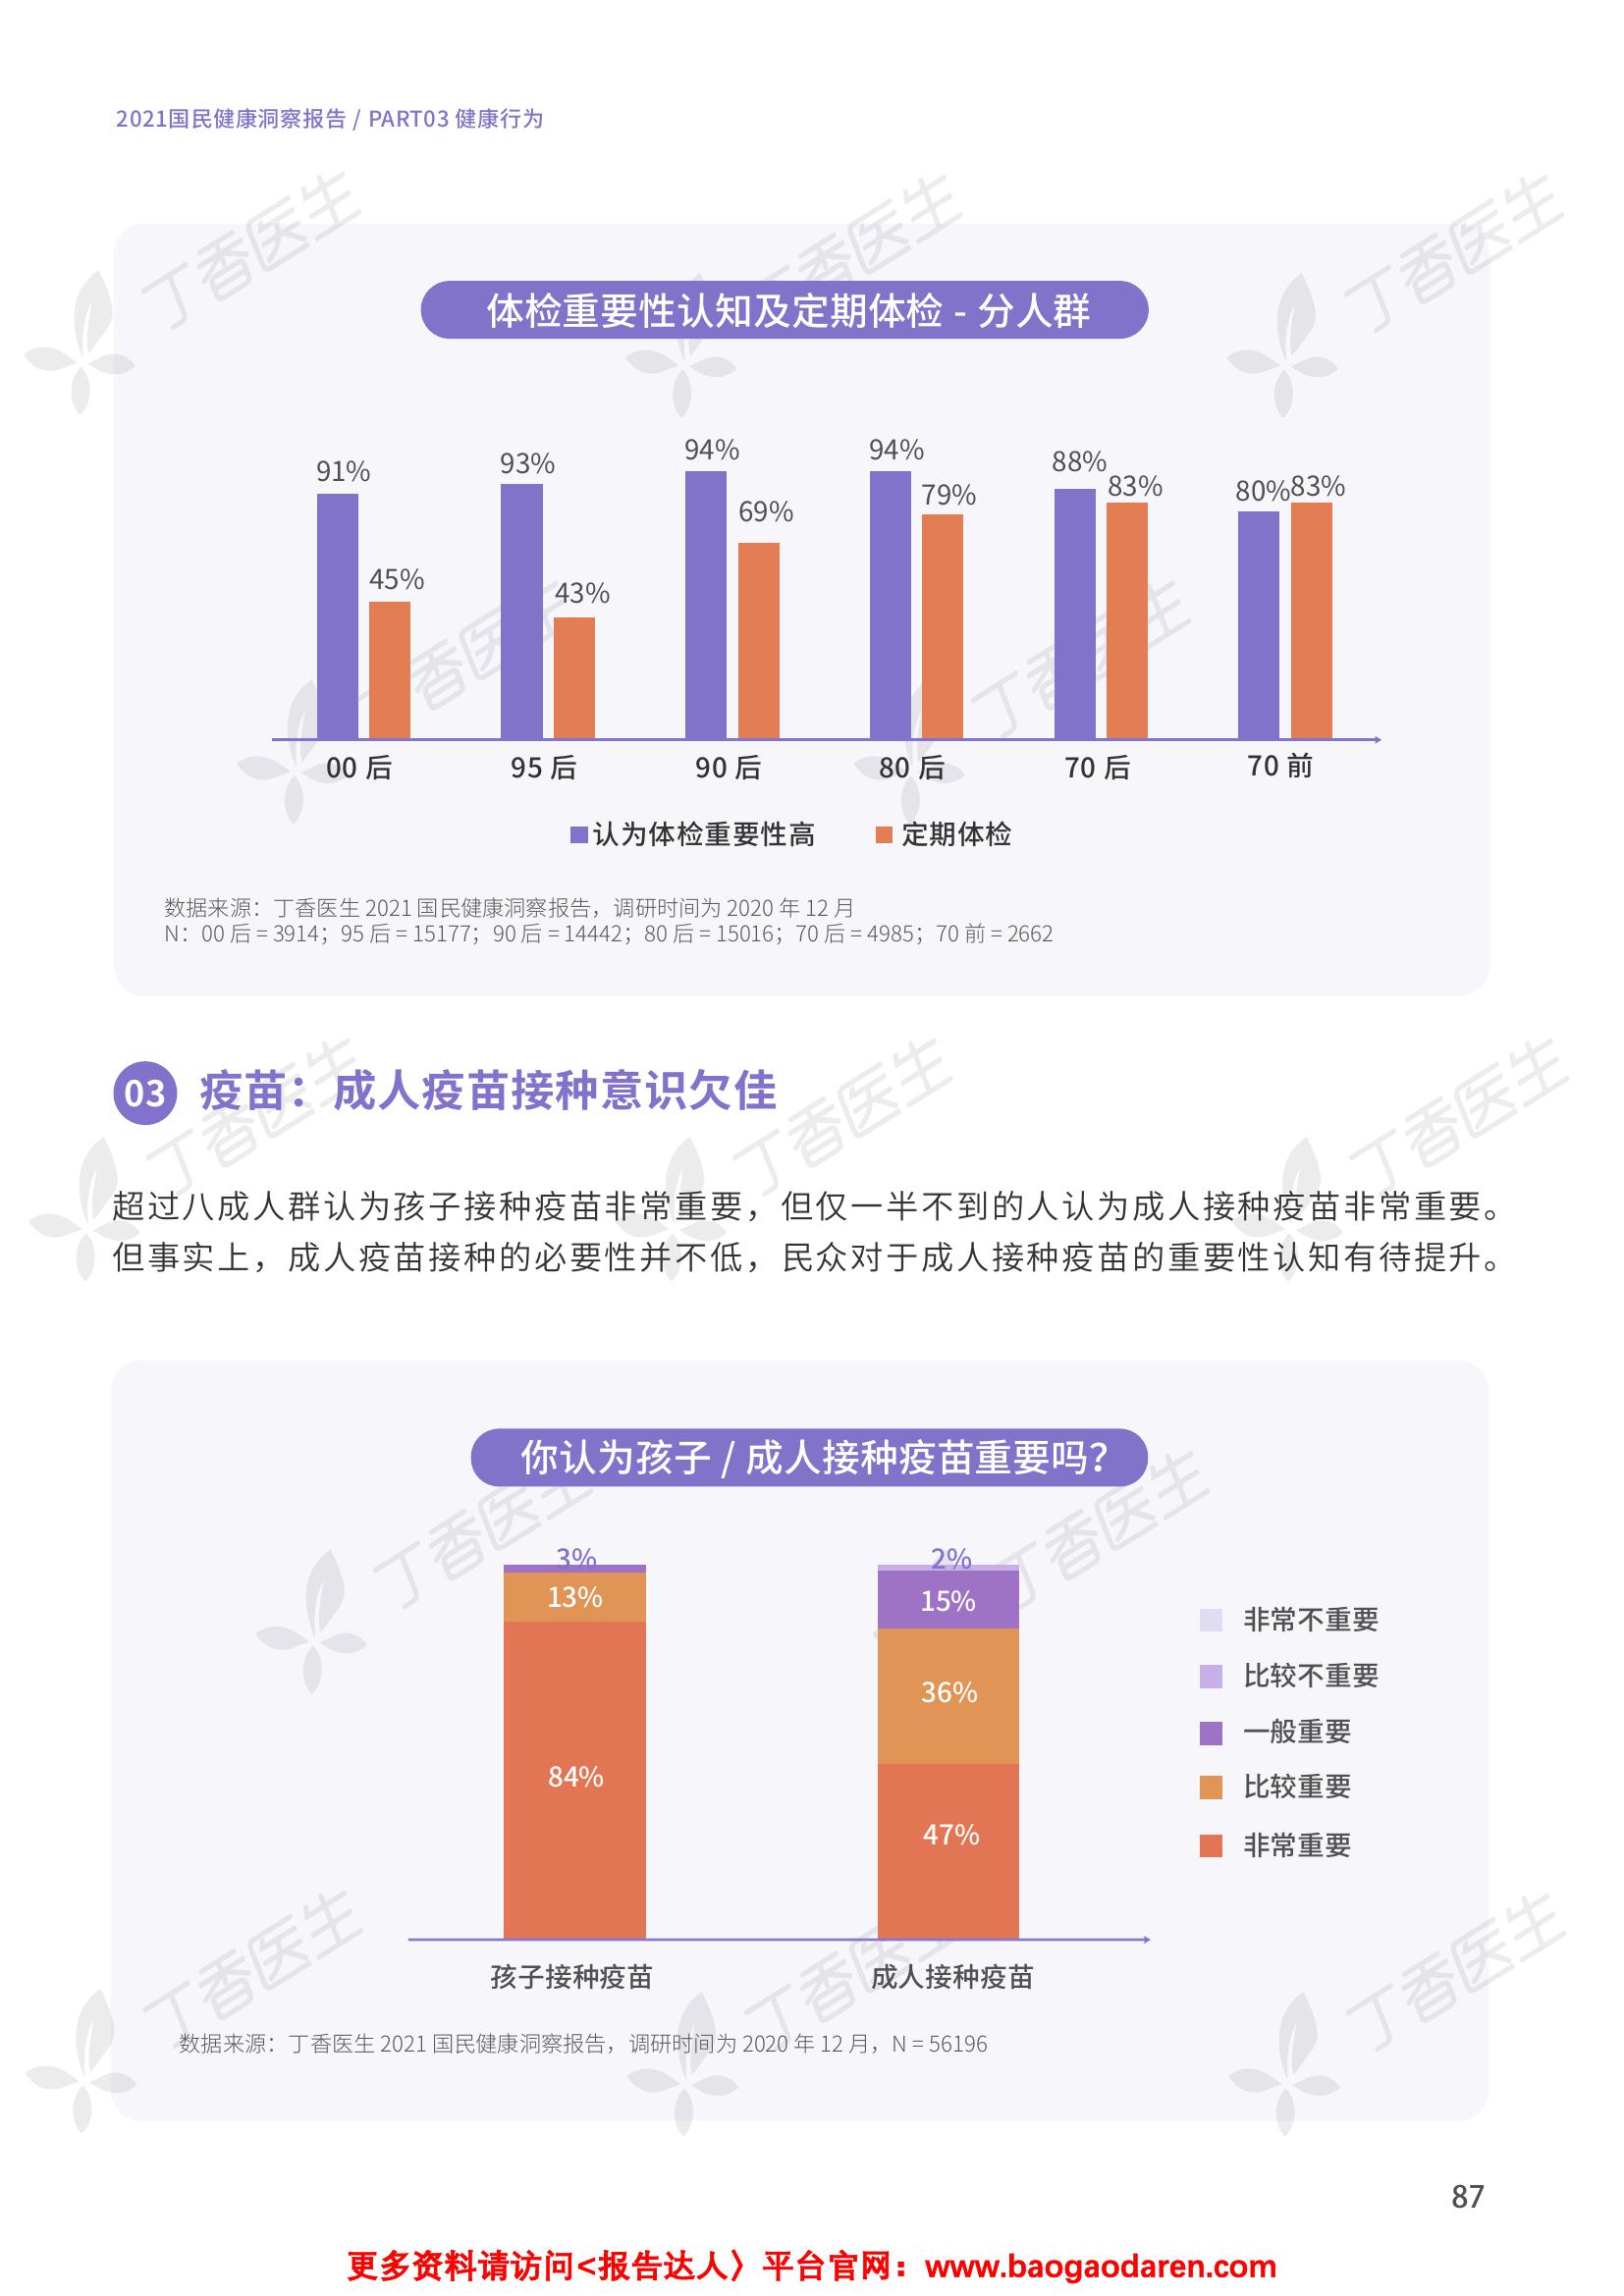 2021国民健康洞察报告 / PART03 健康行为
体检重要性认知及定期体检 - 分人群
91% 45% 93% 43% 94% 69% 94% 79% 88% 83% 80% 83%
00 后 95 后 90 后 80 后 70 后 70 前
认为体检重要性高 定期体检
数据来源：丁香医生 2021 国民健康洞察报告，调研时间为 2020 年 12 月
N：00 后 = 3914；95 后 = 15177；90 后 = 14442；80 后 = 15016；70 后 = 4985；70 前 = 2662
03 疫苗：成人疫苗接种意识欠佳
超过八成人群认为孩子接种疫苗非常重要，但仅一半不到的人认为成人接种疫苗非常重要。
但事实上，成人疫苗接种的必要性并不低，民众对于成人接种疫苗的重要性认知有待提升。
你认为孩子 / 成人接种疫苗重要吗？
3% 2%
13% 15%
36%
84% 47%
非常不重要
比较不重要
一般重要
比较重要
非常重要
孩子接种疫苗 成人接种疫苗
数据来源：丁香医生 2021 国民健康洞察报告，调研时间为 2020 年 12 月，N = 56196
87
更多资料请访问<报告达人〉平台官网：www.baogaodaren.com
丁香医生